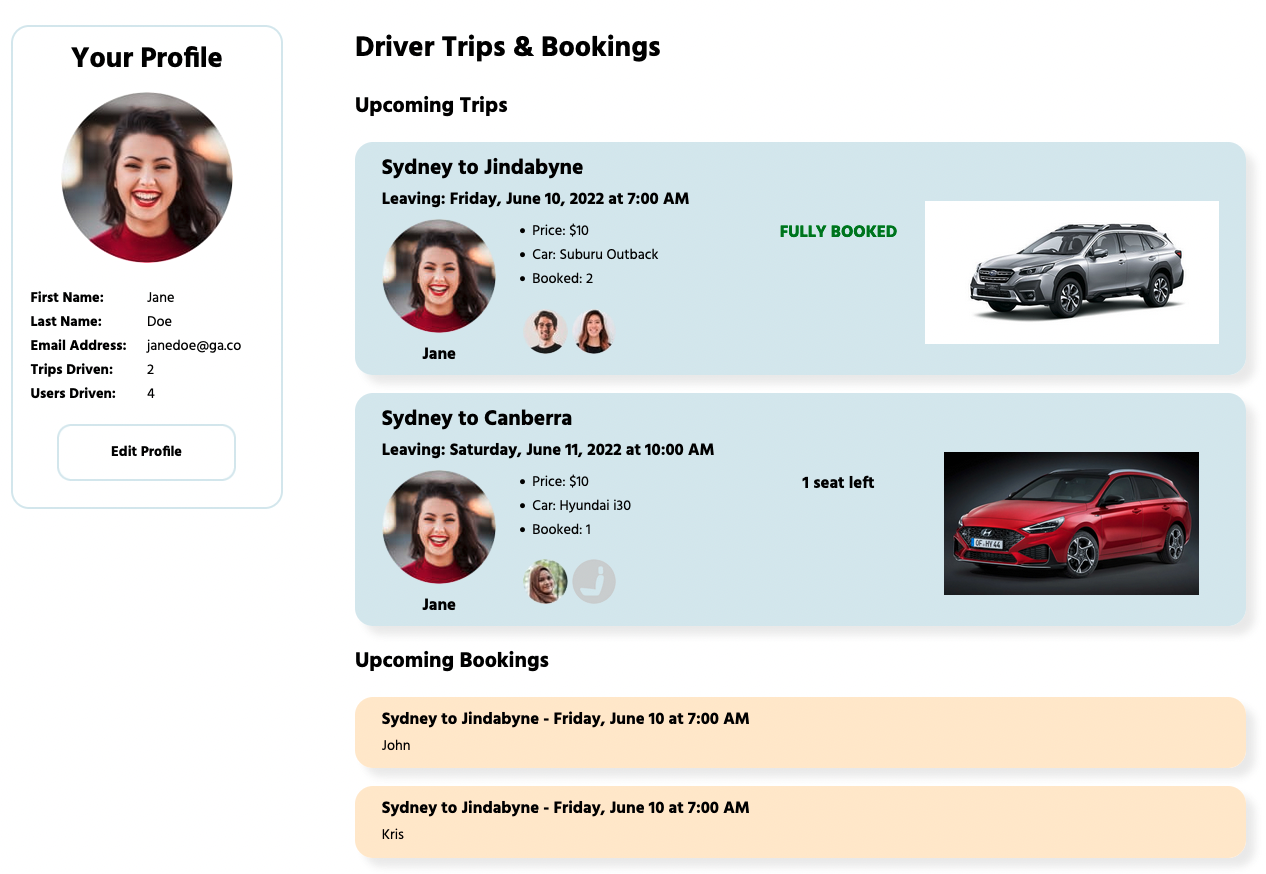 Your Profile
First Name: Jane
Last Name: Doe
Email Address: janedoe@ga.co
Trips Driven: 2
Users Driven: 4
Edit Profile
Driver Trips & Bookings
Upcoming Trips
Sydney to Jindabyne
Leaving: Friday, June 10, 2022 at 7:00 AM
Price: $10
Car: Suburu Outback
Booked: 2
Jane
FULLY BOOKED
Sydney to Canberra
Leaving: Saturday, June 11, 2022 at 10:00 AM
Price: $10
Car: Hyundai i30
Booked: 1
Jane
1 seat left
OF HY 44
Upcoming Bookings
Sydney to Jindabyne - Friday, June 10 at 7:00 AM
John
Sydney to Jindabyne - Friday, June 10 at 7:00 AM
Kris